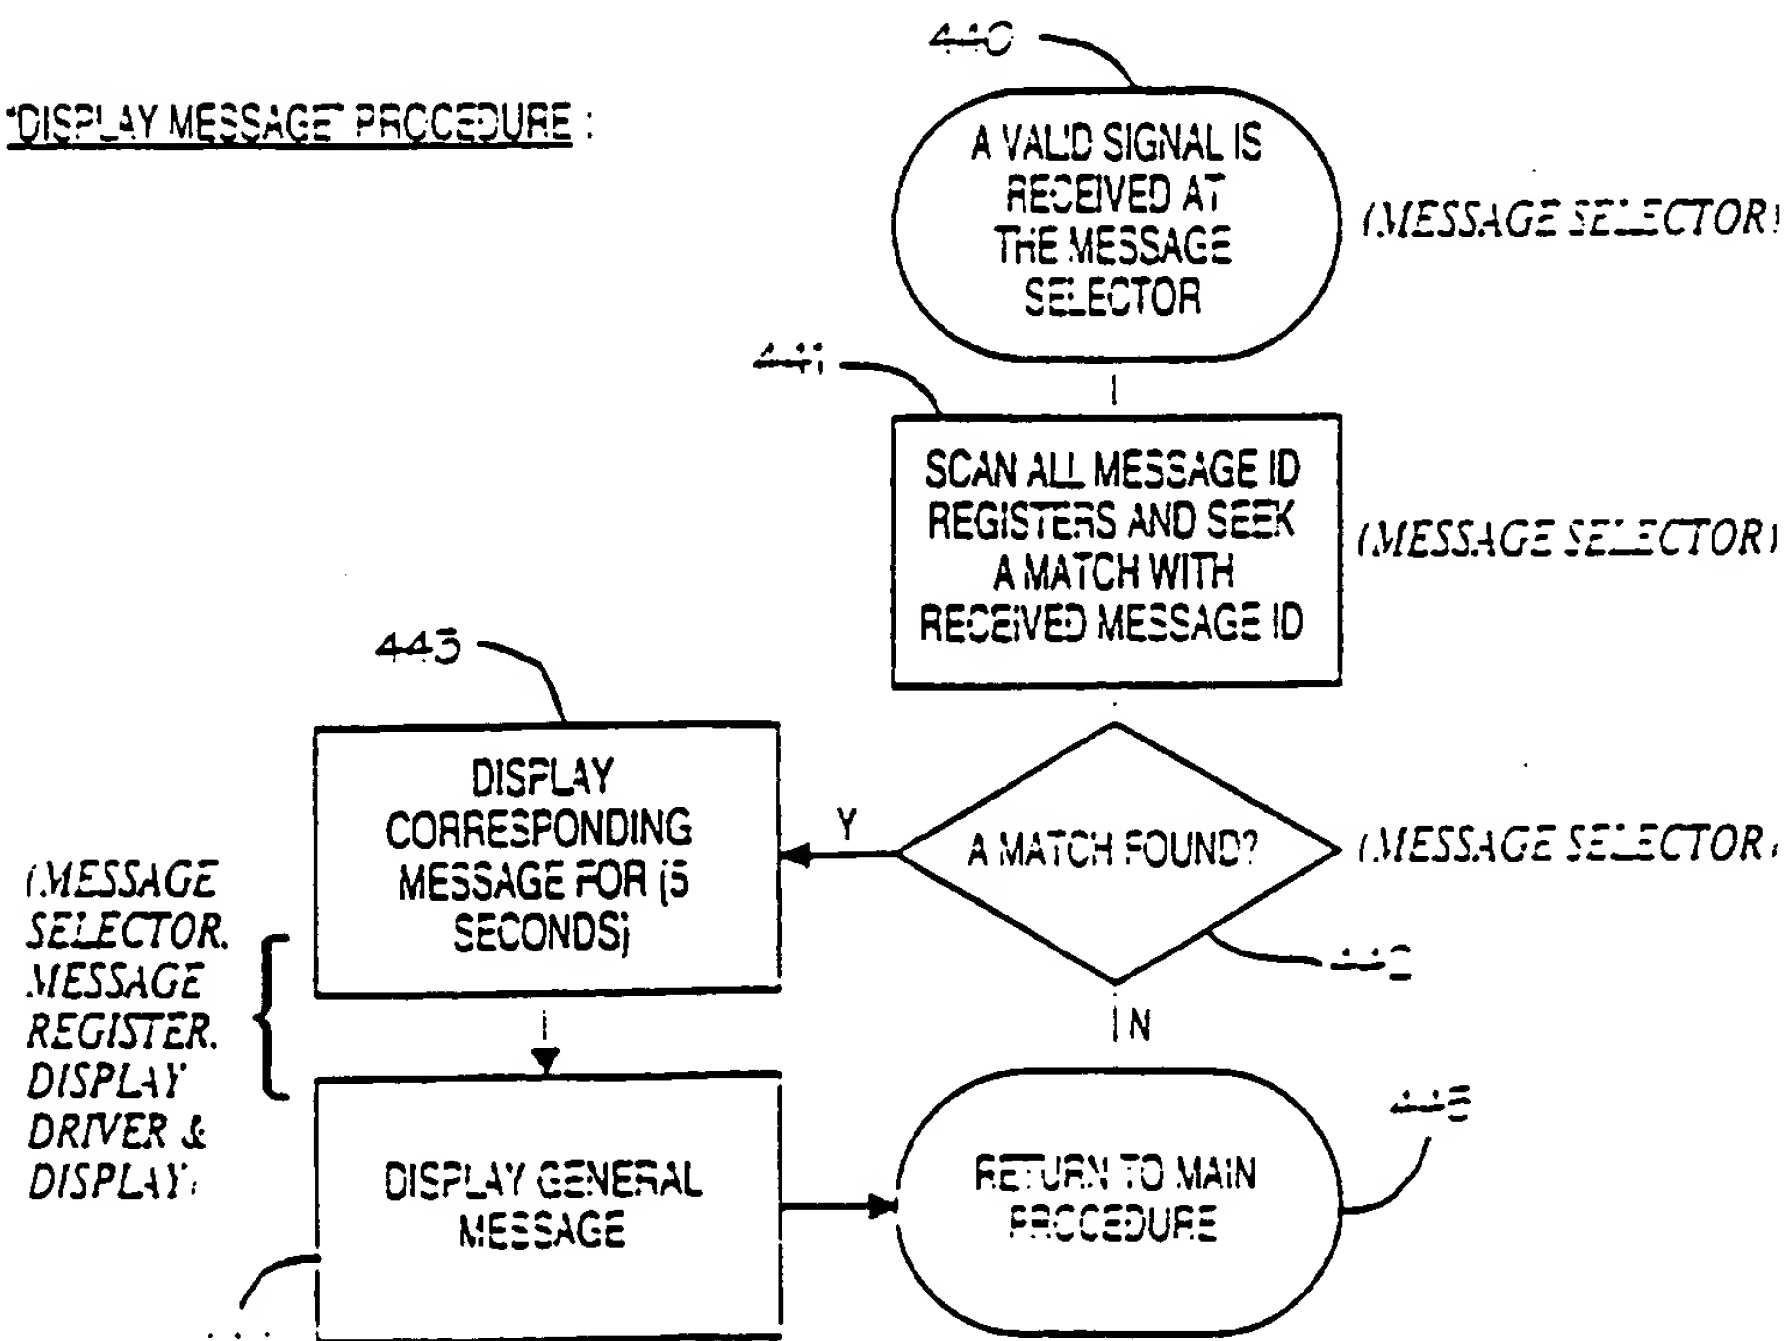 "DISPLAY MESSAGE" PROCEDURE :
440
A VALID SIGNAL IS
RECEIVED AT
THE MESSAGE
SELECTOR
(MESSAGE SELECTOR)
441
SCAN ALL MESSAGE ID
REGISTERS AND SEEK
A MATCH WITH
RECEIVED MESSAGE ID
(MESSAGE SELECTOR)
443
DISPLAY
CORRESPONDING
MESSAGE FOR [5
SECONDS]
Y
A MATCH FOUND?
(MESSAGE SELECTOR)
442
N
(MESSAGE
SELECTOR,
MESSAGE
REGISTER,
DISPLAY
DRIVER &
DISPLAY)
DISPLAY GENERAL
MESSAGE
RETURN TO MAIN
PROCEDURE